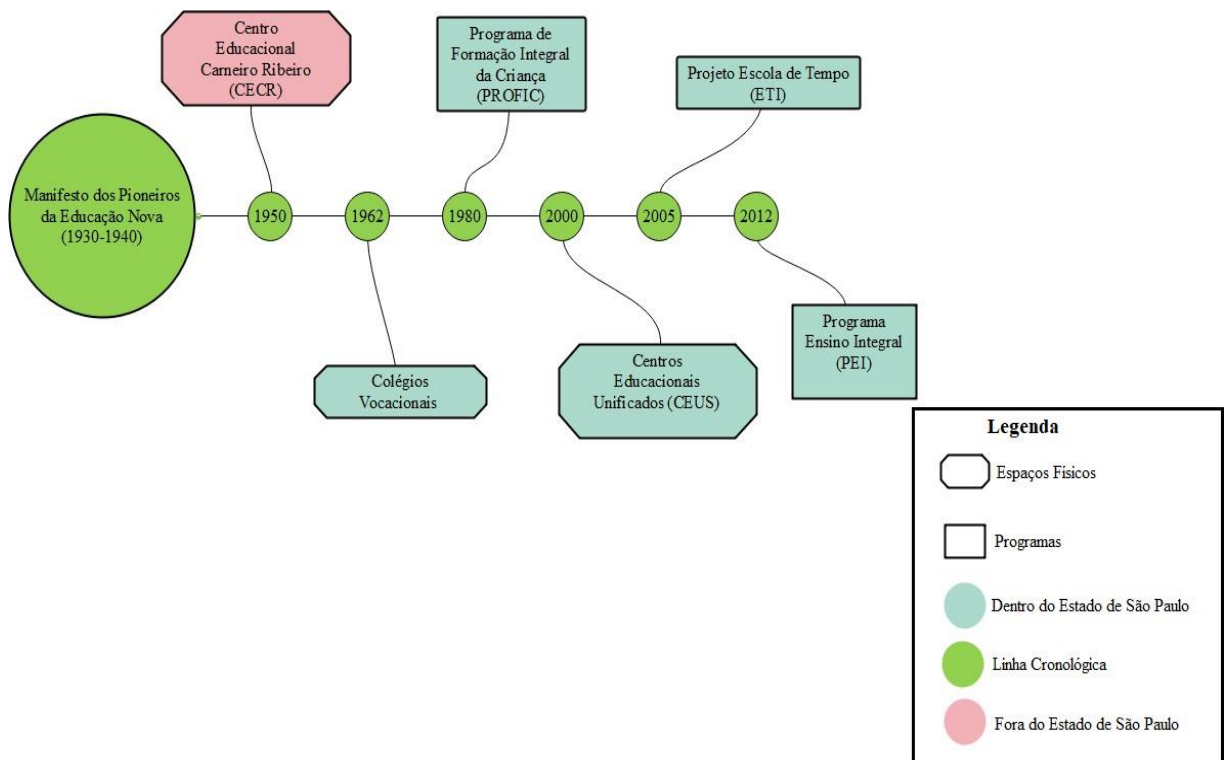 Centro
Educacional
Carneiro Ribeiro
(CECR)
Programa de
Formação Integral
da Criança
(PROFIC)
Projeto Escola de Tempo
(ETI)
Manifesto dos Pioneiros
da Educação Nova
(1930-1940)
1950
1962
1980
2000
2005
2012
Colégios
Vocacionais
Centros
Educacionais
Unificados (CEUS)
Programa
Ensino Integral
(PEI)
Legenda
Espaços Físicos
Programas
Dentro do Estado de São Paulo
Linha Cronológica
Fora do Estado de São Paulo